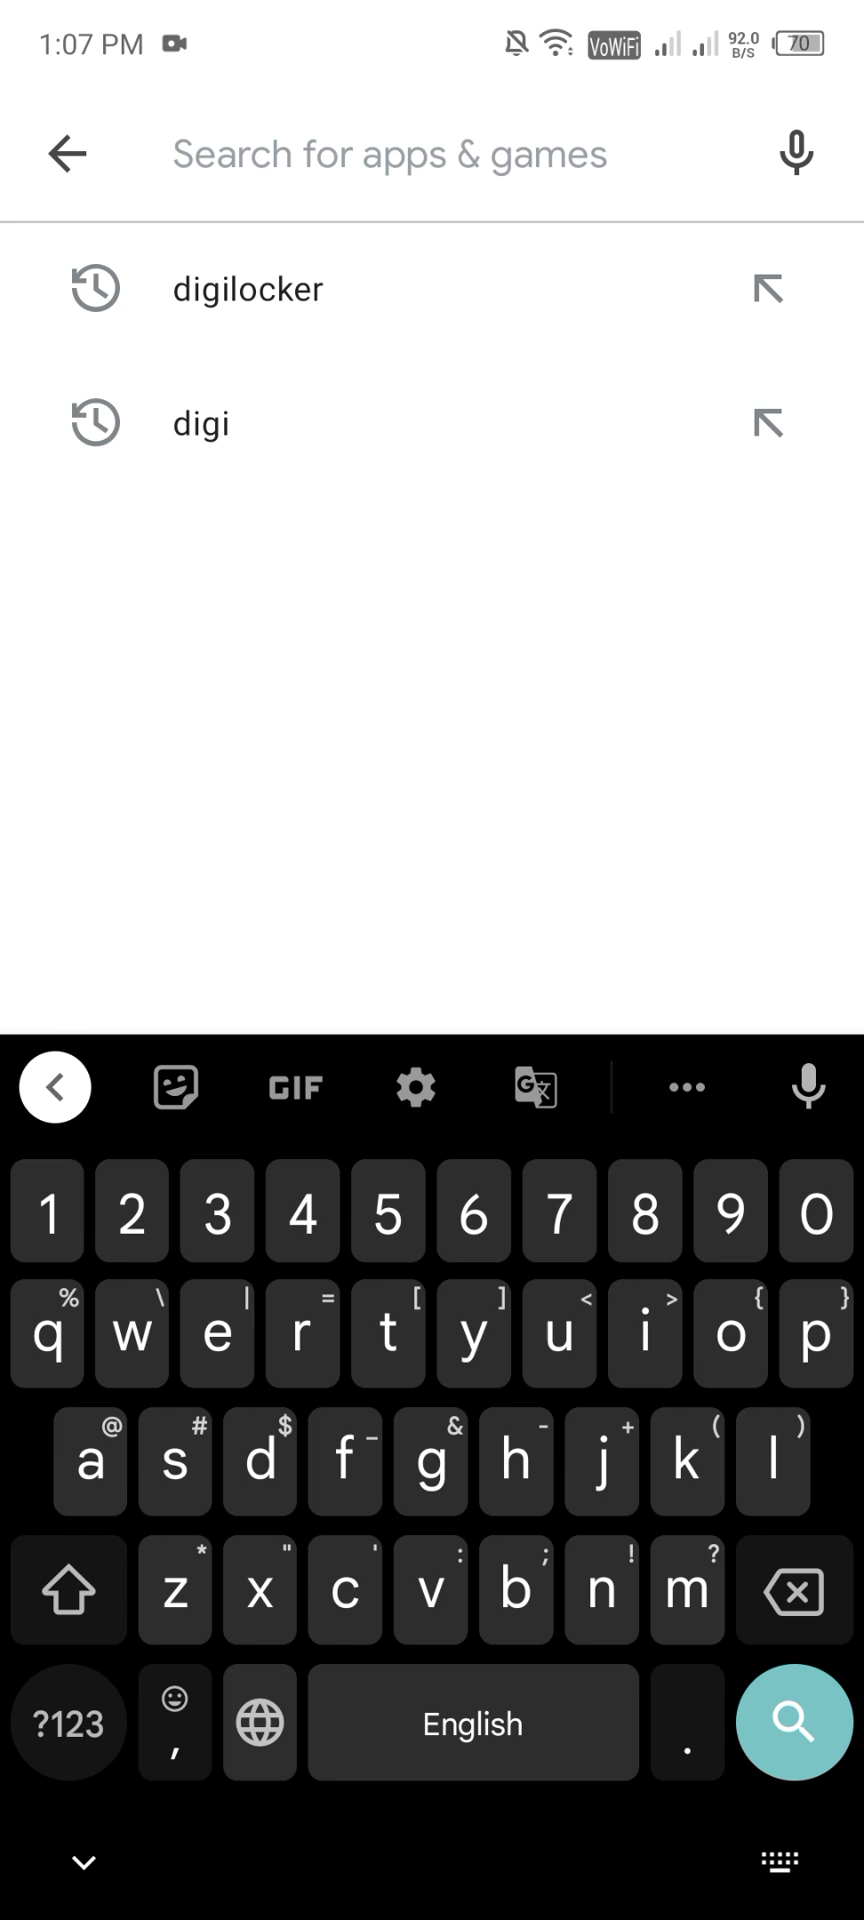 1:07 PM VoWiFi 92.0 B/S 70
Search for apps & games
digilocker
digi
GIF G
1 2 3 4 5 6 7 8 9 0
% \ | = [ ] < > { }
q w e r t y u i o p
@ # $ _ & - + ( )
a s d f g h j k l
* " ' : ; ! ?
z x c v b n m
?123 , English .